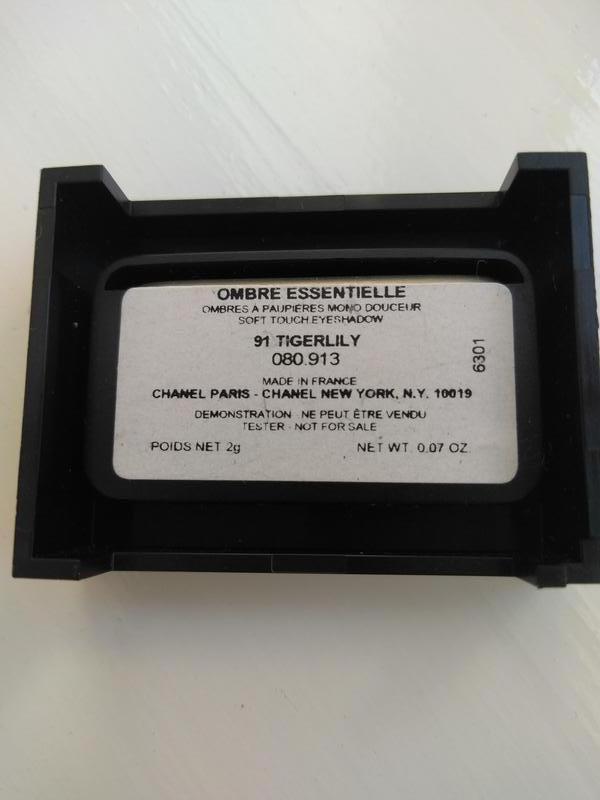 OMBRE ESSENTIELLE
OMBRES A PAUPIÈRES MONO DOUCEUR
SOFT TOUCH EYESHADOW
91 TIGERLILY
080.913
6301
MADE IN FRANCE
CHANEL PARIS - CHANEL NEW YORK, N.Y. 10019
DEMONSTRATION - NE PEUT ÊTRE VENDU
TESTER - NOT FOR SALE
POIDS NET 2g NET WT. 0.07 OZ.